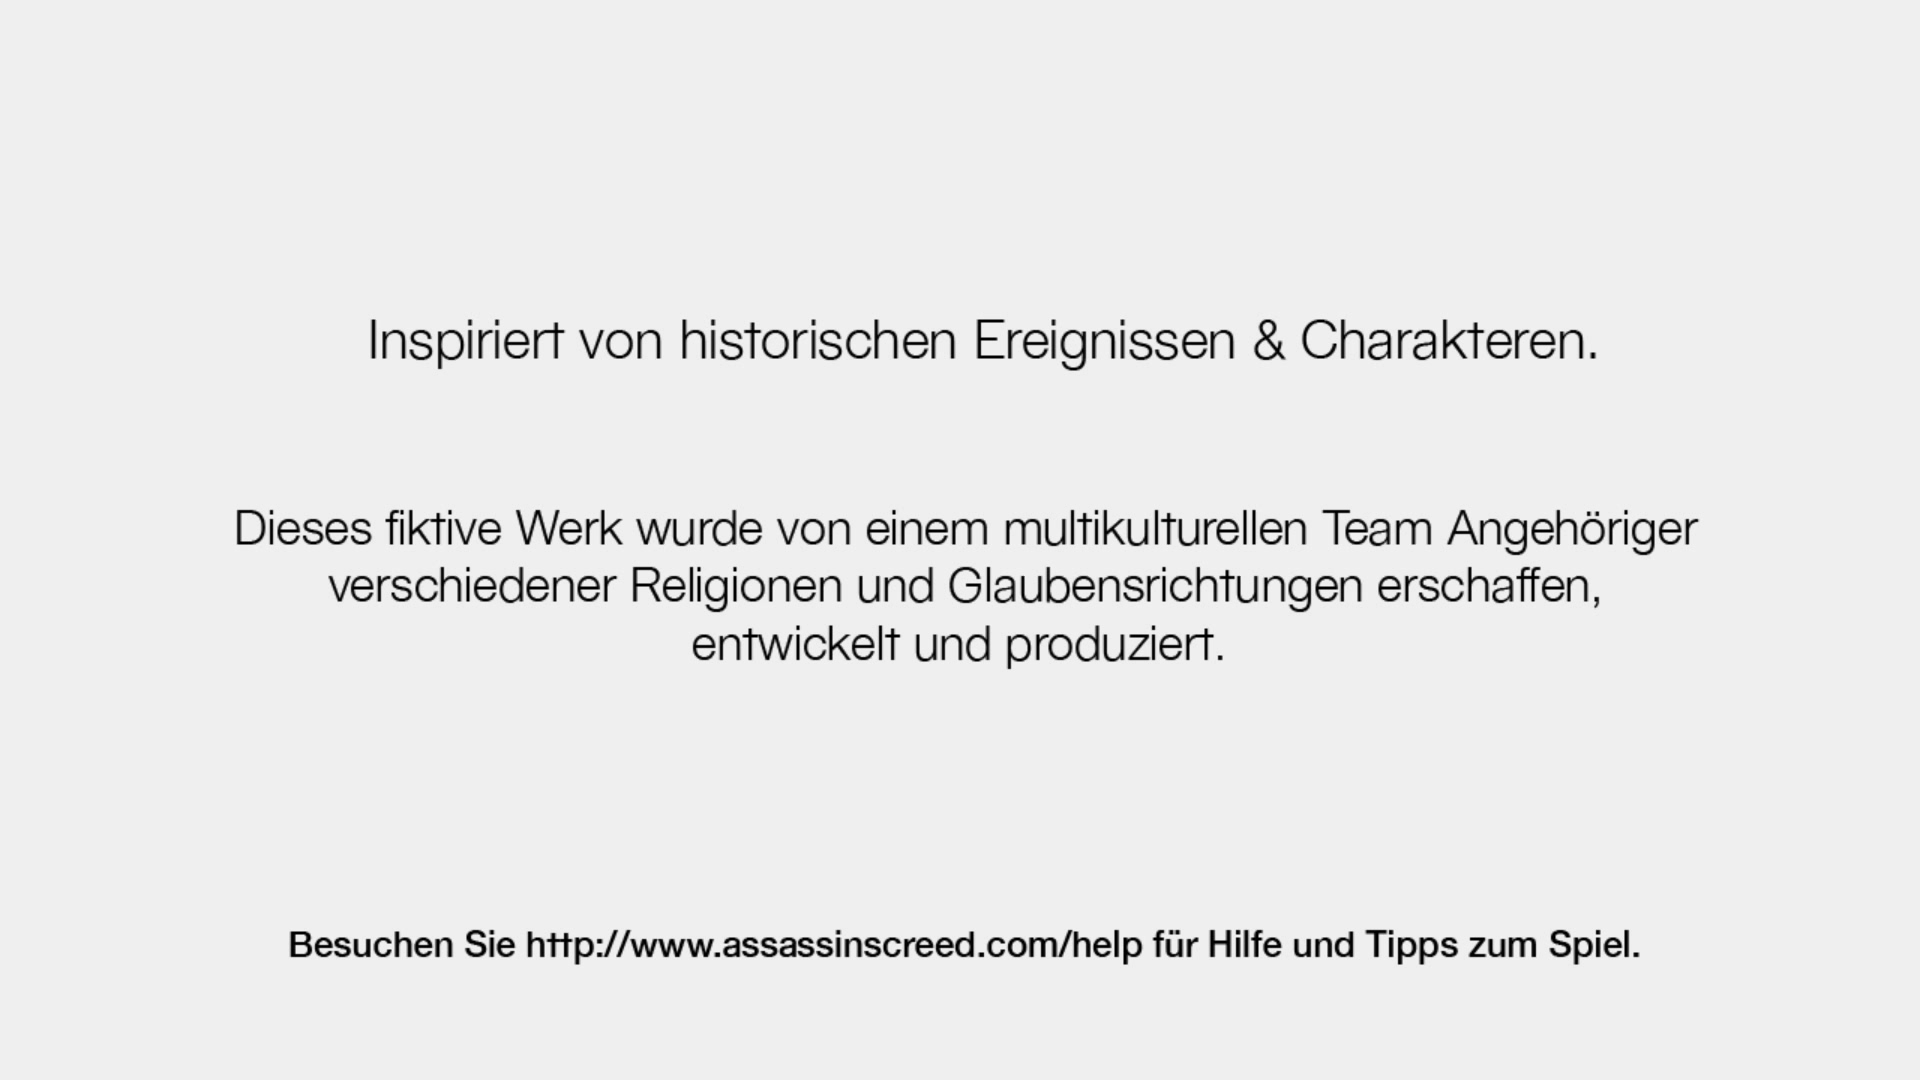 Inspiriert von historischen Ereignissen & Charakteren.
Dieses fiktive Werk wurde von einem multikulturellen Team Angehöriger
verschiedener Religionen und Glaubensrichtungen erschaffen,
entwickelt und produziert.
Besuchen Sie http://www.assassinscreed.com/help für Hilfe und Tipps zum Spiel.